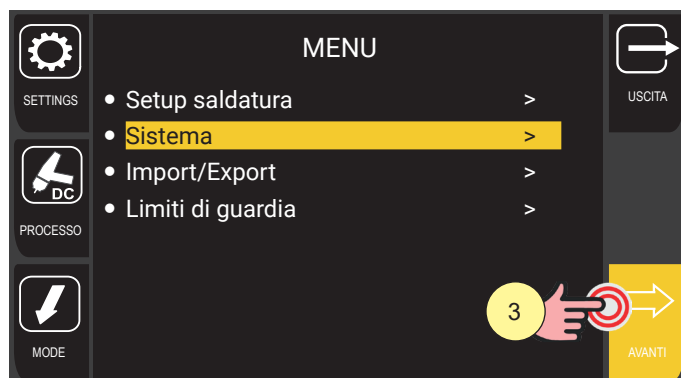 MENU
SETTINGS
USCITA
• Setup saldatura >
• Sistema >
• Import/Export >
• Limiti di guardia >
DC
PROCESSO
3
MODE
AVANTI